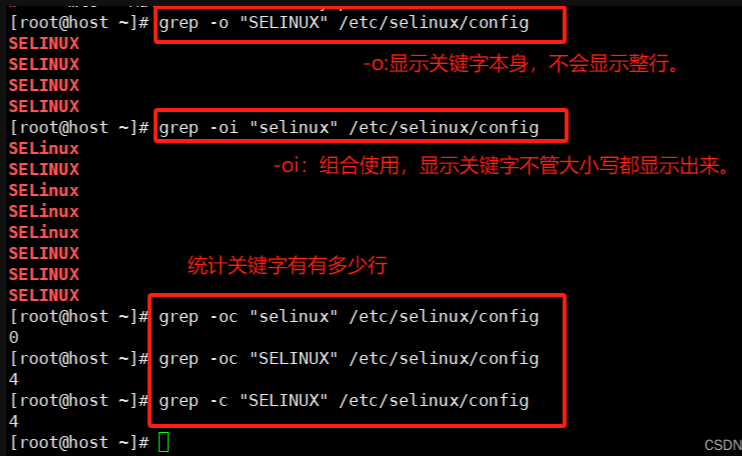 [root@host ~]# grep -o "SELINUX" /etc/selinux/config
SELINUX
-o:显示关键字本身，不会显示整行。
SELINUX
SELINUX
SELINUX
[root@host ~]# grep -oi "selinux" /etc/selinux/config
SELinux
-oi：组合使用，显示关键字不管大小写都显示出来。
SELINUX
SELinux
SELinux
SELinux
SELINUX
统计关键字有有多少行
SELINUX
SELINUX
[root@host ~]# grep -oc "selinux" /etc/selinux/config
0
[root@host ~]# grep -oc "SELINUX" /etc/selinux/config
4
[root@host ~]# grep -c "SELINUX" /etc/selinux/config
4
[root@host ~]#
CSDN